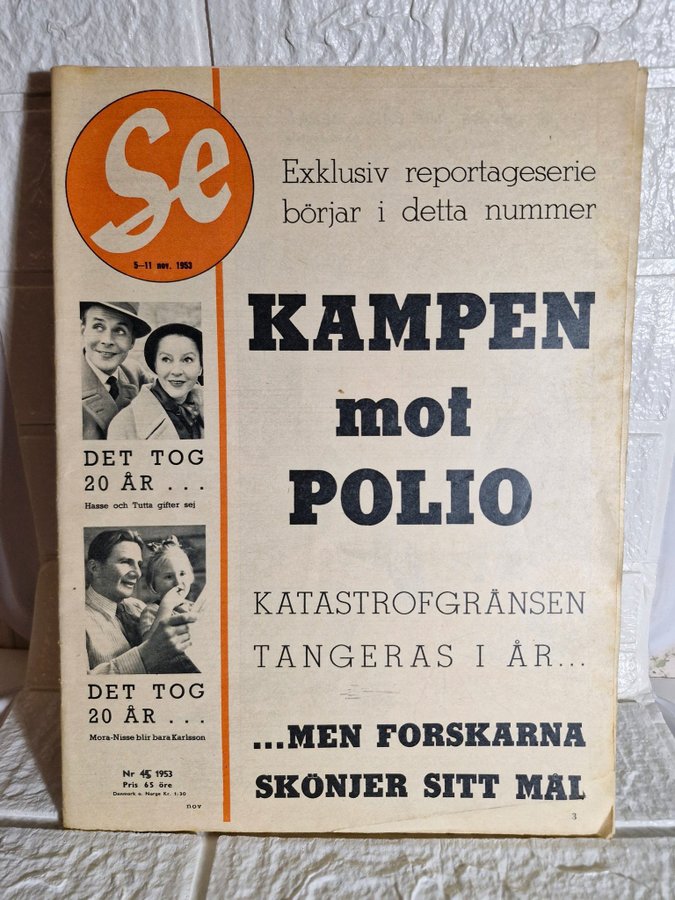 Se
5—11 nov. 1953
Exklusiv reportageserie
börjar i detta nummer
KAMPEN
mot
POLIO
KATASTROFGRÄNSEN
TANGERAS I ÅR...
...MEN FORSKARNA
SKÖNJER SITT MÅL
DET TOG
20 ÅR ...
Hasse och Tutta gifter sej
DET TOG
20 ÅR ...
Mora-Nisse blir bara Karlsson
Nr 45, 1953
Pris 65 öre
Danmark o. Norge Kr. 1:30
nov
3